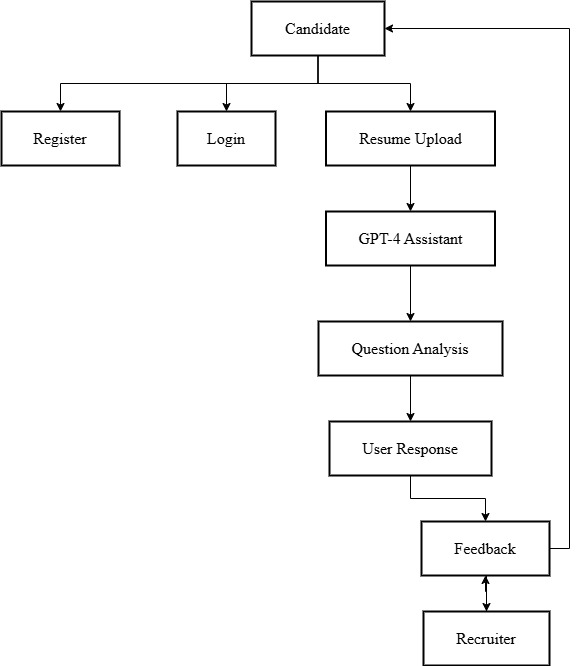 Candidate
Register
Login
Resume Upload
GPT-4 Assistant
Question Analysis
User Response
Feedback
Recruiter